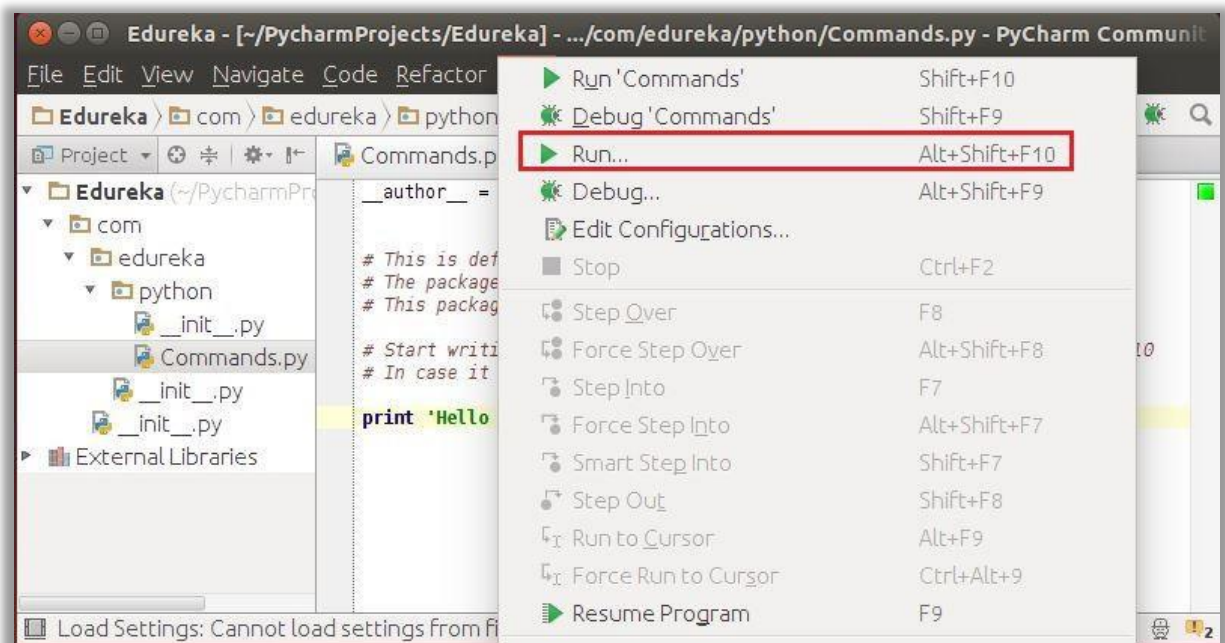 Edureka - [~/PycharmProjects/Edureka] - .../com/edureka/python/Commands.py - PyCharm Communit
File Edit View Navigate Code Refactor
Edureka com edureka python
Project
Commands.p
Edureka (~/PycharmPr
com
edureka
python
__init__.py
Commands.py
__init__.py
__init__.py
External Libraries
__author__ =
# This is def
# The package
# This packag
# Start writi
10
# In case it
print 'Hello
Run 'Commands' Shift+F10
Debug 'Commands' Shift+F9
Run... Alt+Shift+F10
Debug... Alt+Shift+F9
Edit Configurations...
Stop Ctrl+F2
Step Over F8
Force Step Over Alt+Shift+F8
Step Into F7
Force Step Into Alt+Shift+F7
Smart Step Into Shift+F7
Step Out Shift+F8
Run to Cursor Alt+F9
Force Run to Cursor Ctrl+Alt+9
Resume Program F9
Load Settings: Cannot load settings from fi
2